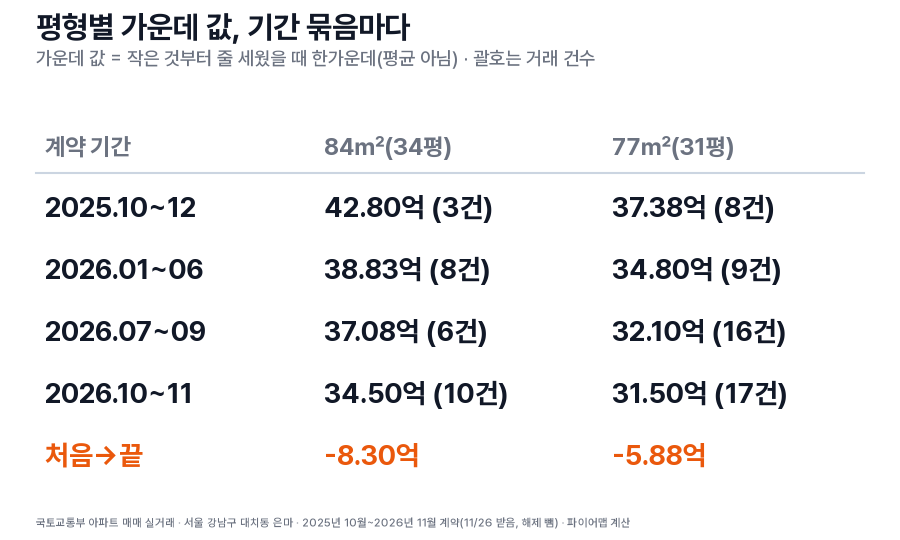 평형별 가운데 값, 기간 묶음마다
가운데 값 = 작은 것부터 줄 세웠을 때 한가운데(평균 아님) · 괄호는 거래 건수
계약 기간 84m²(34평) 77m²(31평)
2025.10~12 42.80억 (3건) 37.38억 (8건)
2026.01~06 38.83억 (8건) 34.80억 (9건)
2026.07~09 37.08억 (6건) 32.10억 (16건)
2026.10~11 34.50억 (10건) 31.50억 (17건)
처음→끝 -8.30억 -5.88억
국토교통부 아파트 매매 실거래 · 서울 강남구 대치동 은마 · 2025년 10월~2026년 11월 계약(11/26 받음, 해제 뺌) · 파이어맵 계산